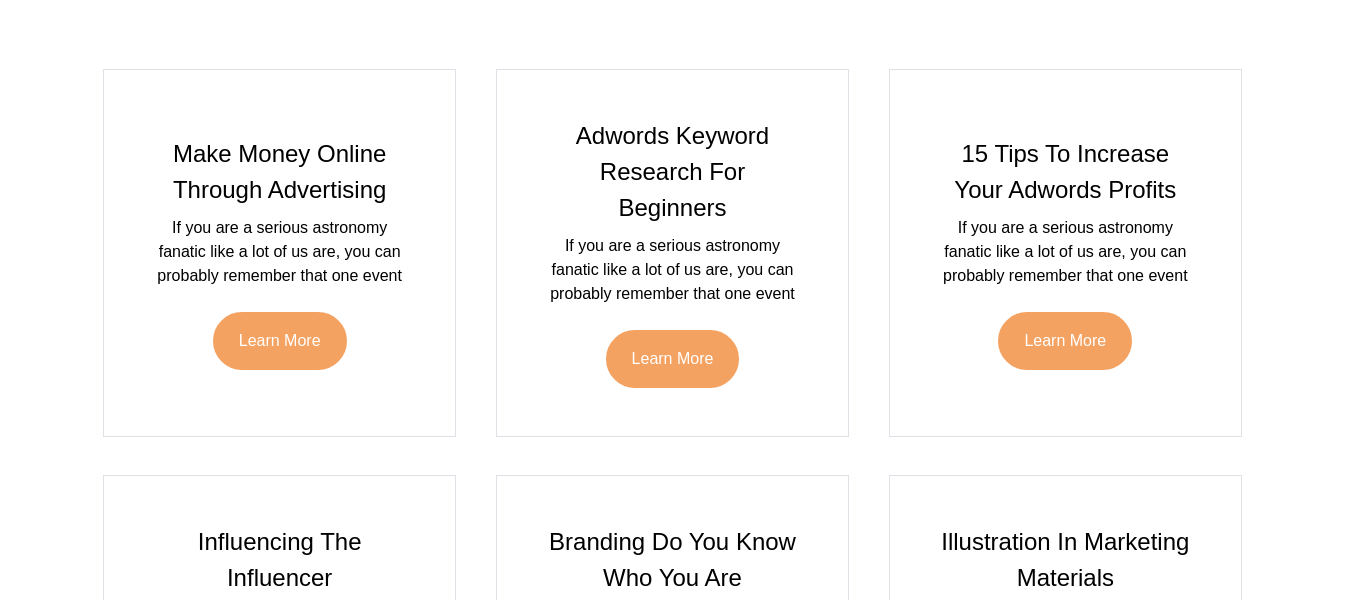 Make Money Online
Through Advertising
If you are a serious astronomy
fanatic like a lot of us are, you can
probably remember that one event
Learn More
Adwords Keyword
Research For
Beginners
If you are a serious astronomy
fanatic like a lot of us are, you can
probably remember that one event
Learn More
15 Tips To Increase
Your Adwords Profits
If you are a serious astronomy
fanatic like a lot of us are, you can
probably remember that one event
Learn More
Influencing The
Influencer
Branding Do You Know
Who You Are
Illustration In Marketing
Materials